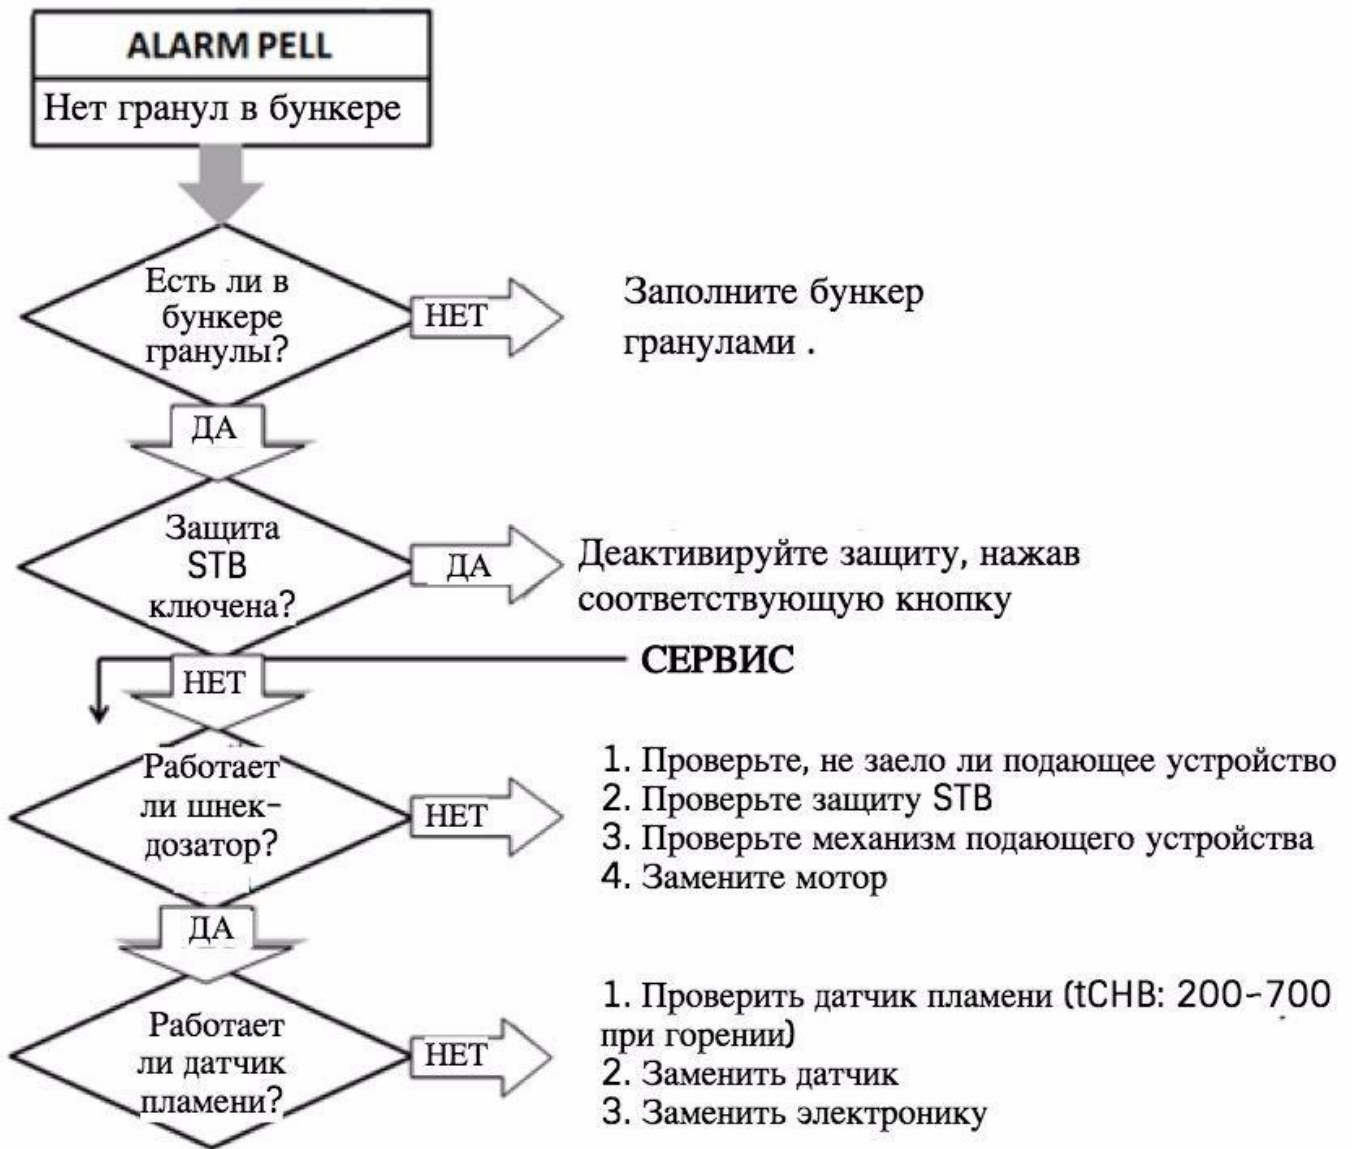 ALARM PELL
Нет гранул в бункере
Есть ли в
бункере
гранулы?
НЕТ
Заполните бункер
гранулами .
ДА
Защита
STB
ключена?
ДА
Деактивируйте защиту, нажав
соответствующую кнопку
СЕРВИС
НЕТ
Работает
ли шнек-
дозатор?
НЕТ
1. Проверьте, не заело ли подающее устройство
2. Проверьте защиту STB
3. Проверьте механизм подающего устройства
4. Замените мотор
ДА
Работает
ли датчик
пламени?
НЕТ
1. Проверить датчик пламени (tCHB: 200-700
при горении)
2. Заменить датчик
3. Заменить электронику